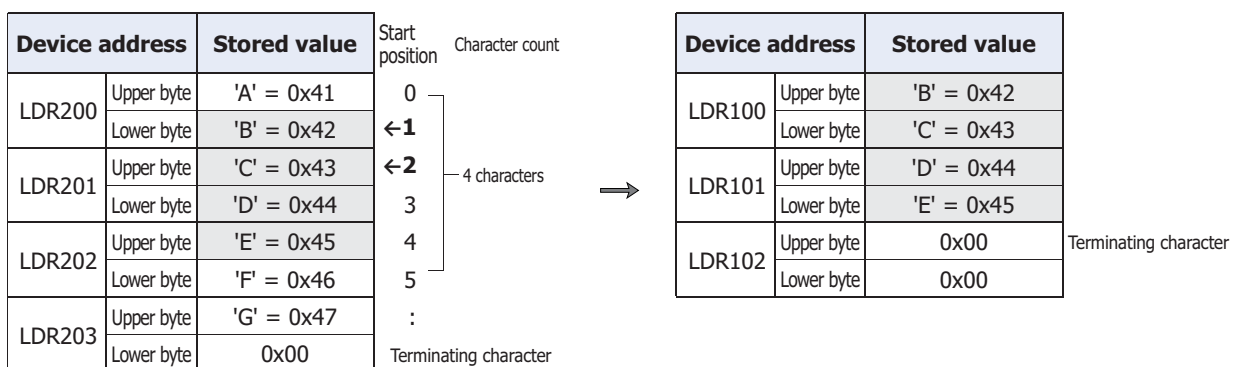 Device address Stored value Start position Character count
LDR200 Upper byte 'A' = 0x41 0
Lower byte 'B' = 0x42 ←1
LDR201 Upper byte 'C' = 0x43 ←2
4 characters
Lower byte 'D' = 0x44 3
LDR202 Upper byte 'E' = 0x45 4
Lower byte 'F' = 0x46 5
LDR203 Upper byte 'G' = 0x47 :
Lower byte 0x00 Terminating character
Device address Stored value
LDR100 Upper byte 'B' = 0x42
Lower byte 'C' = 0x43
LDR101 Upper byte 'D' = 0x44
Lower byte 'E' = 0x45
LDR102 Upper byte 0x00 Terminating character
Lower byte 0x00